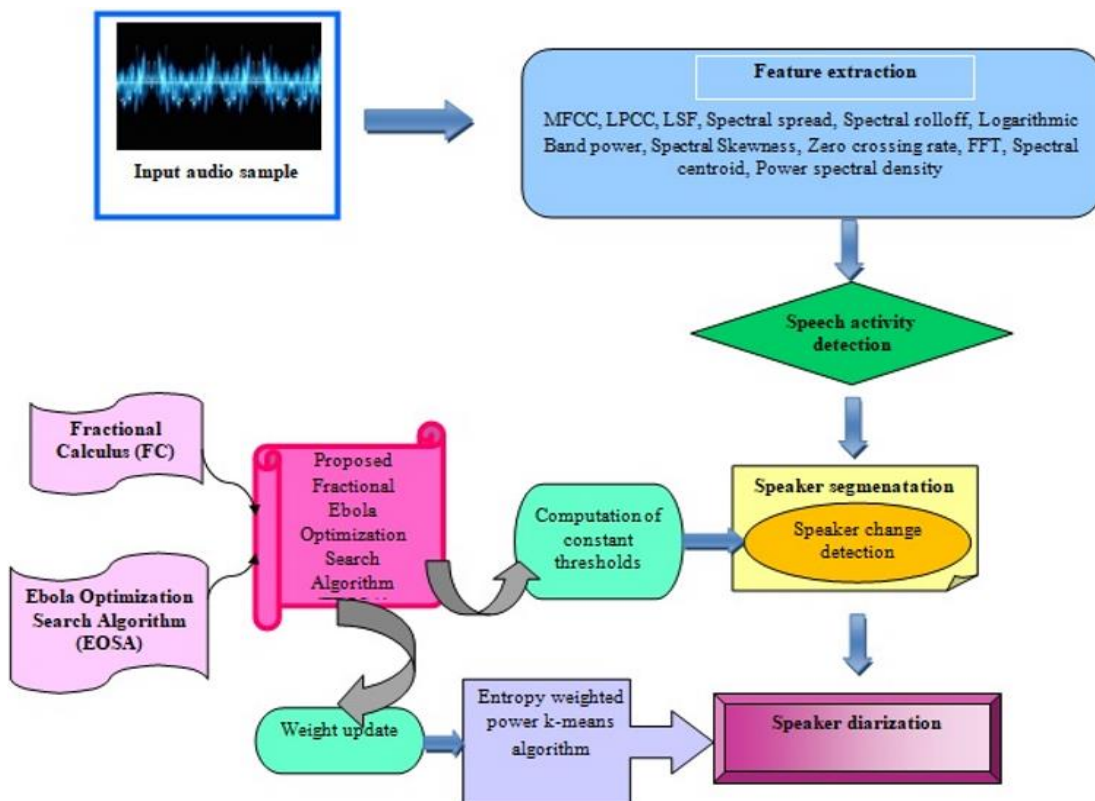 Input audio sample
Feature extraction
MFCC, LPCC, LSF, Spectral spread, Spectral rolloff, Logarithmic
Band power, Spectral Skewness, Zero crossing rate, FFT, Spectral
centroid, Power spectral density
Speech activity
detection
Fractional
Calculus (FC)
Ebola Optimization
Search Algorithm
(EOSA)
Proposed
Fractional
Ebola
Optimization
Search
Algorithm
Computation of
constant
thresholds
Speaker segmenatation
Speaker change
detection
Weight update
Entropy weighted
power k-means
algorithm
Speaker diarization